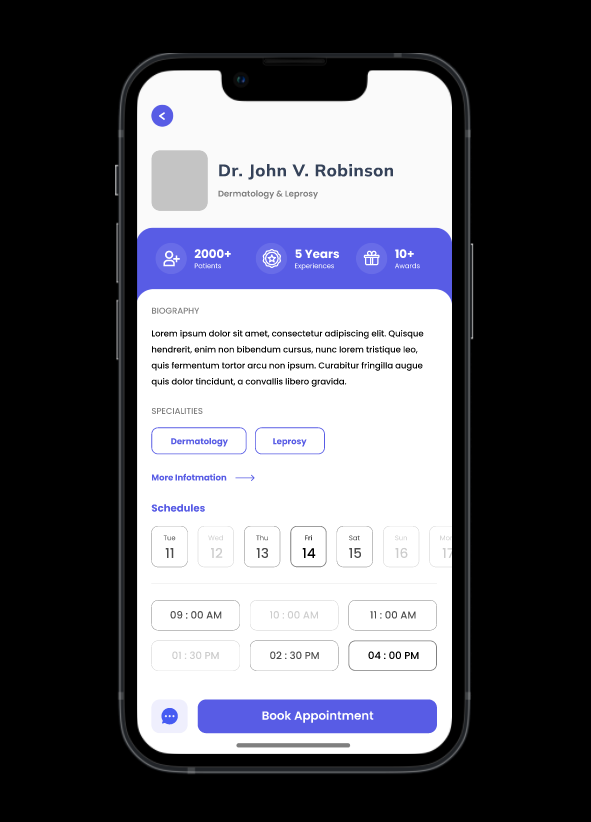 Dr. John V. Robinson
Dermatology & Leprosy
2000+
Patients
5 Years
Experiences
10+
Awards
BIOGRAPHY
Lorem ipsum dolor sit amet, consectetur adipiscing elit. Quisque
hendrerit, enim non bibendum cursus, nunc lorem tristique leo,
quis fermentum tortor arcu non ipsum. Curabitur fringilla augue
quis dolor tincidunt, a convallis libero gravida.
SPECIALITIES
Dermatology Leprosy
More Infotmation
Schedules
Tue Wed Thu Fri Sat Sun
11 12 13 14 15 16 17
09 : 00 AM 10 : 00 AM 11 : 00 AM
01 : 30 PM 02 : 30 PM 04 : 00 PM
Book Appointment